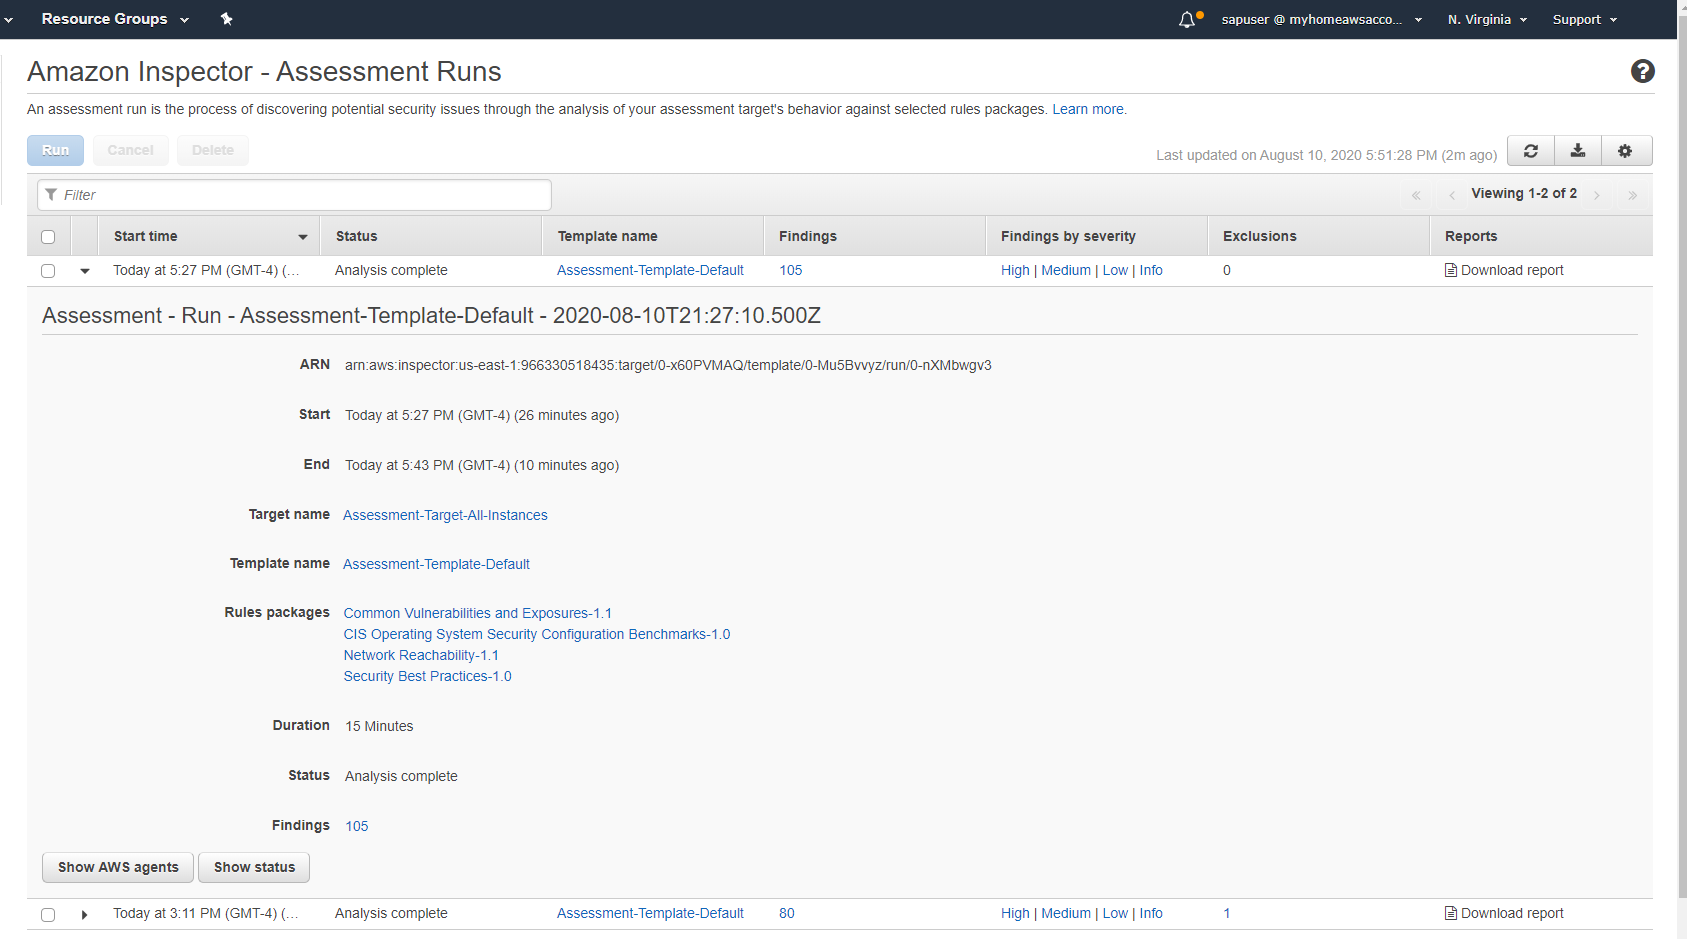 Resource Groups
sapuser @ myhomeawsacco... N. Virginia Support
Amazon Inspector - Assessment Runs
An assessment run is the process of discovering potential security issues through the analysis of your assessment target's behavior against selected rules packages. Learn more.
Run Cancel Delete
Last updated on August 10, 2020 5:51:28 PM (2m ago)
Filter
« ‹ Viewing 1-2 of 2 › »
Start time Status Template name Findings Findings by severity Exclusions Reports
Today at 5:27 PM (GMT-4) (... Analysis complete Assessment-Template-Default 105 High | Medium | Low | Info 0 Download report
Assessment - Run - Assessment-Template-Default - 2020-08-10T21:27:10.500Z
ARN arn:aws:inspector:us-east-1:966330518435:target/0-x60PVMAQ/template/0-Mu5Bvvyz/run/0-nXMbwgv3
Start Today at 5:27 PM (GMT-4) (26 minutes ago)
End Today at 5:43 PM (GMT-4) (10 minutes ago)
Target name Assessment-Target-All-Instances
Template name Assessment-Template-Default
Rules packages Common Vulnerabilities and Exposures-1.1
CIS Operating System Security Configuration Benchmarks-1.0
Network Reachability-1.1
Security Best Practices-1.0
Duration 15 Minutes
Status Analysis complete
Findings 105
Show AWS agents Show status
Today at 3:11 PM (GMT-4) (... Analysis complete Assessment-Template-Default 80 High | Medium | Low | Info 1 Download report